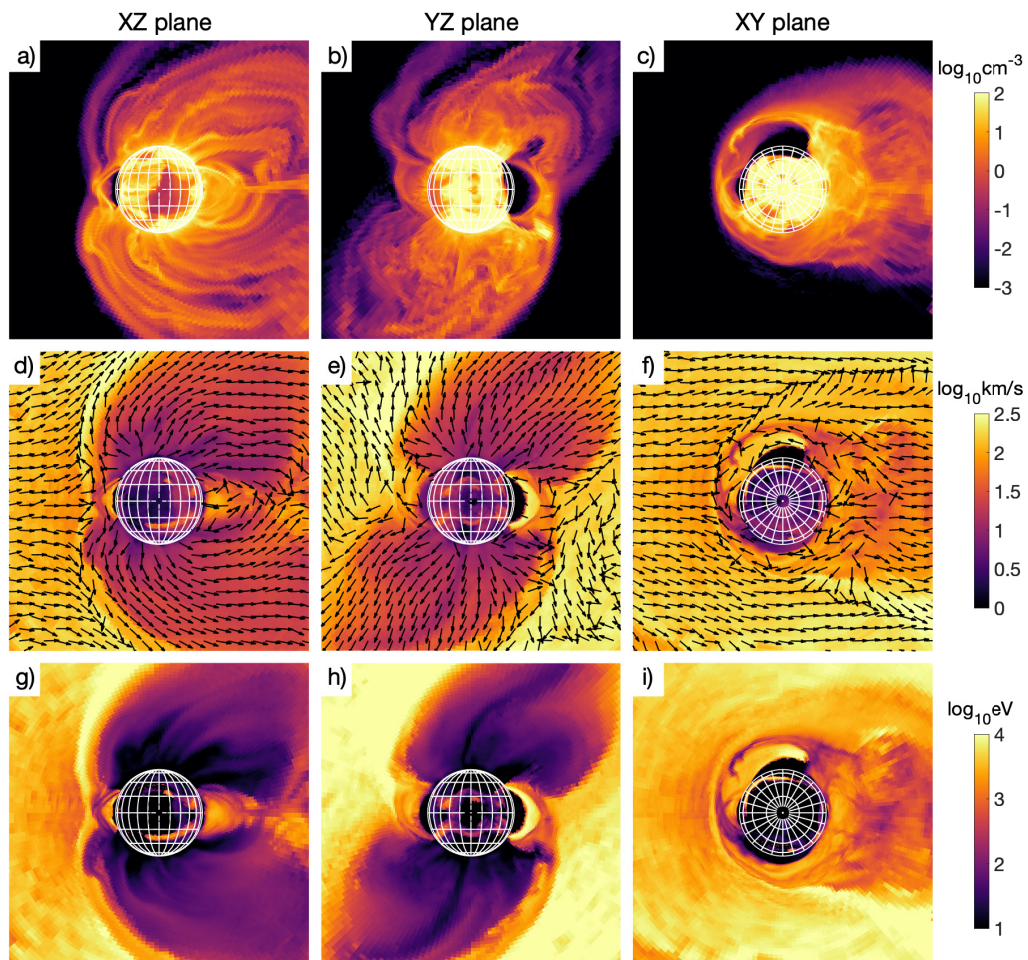 XZ plane
YZ plane
XY plane
a)
b)
c)
log10cm-3
2
1
0
-1
-2
-3
d)
e)
f)
log10km/s
2.5
2
1.5
1
0.5
0
g)
h)
i)
log10eV
4
3
2
1